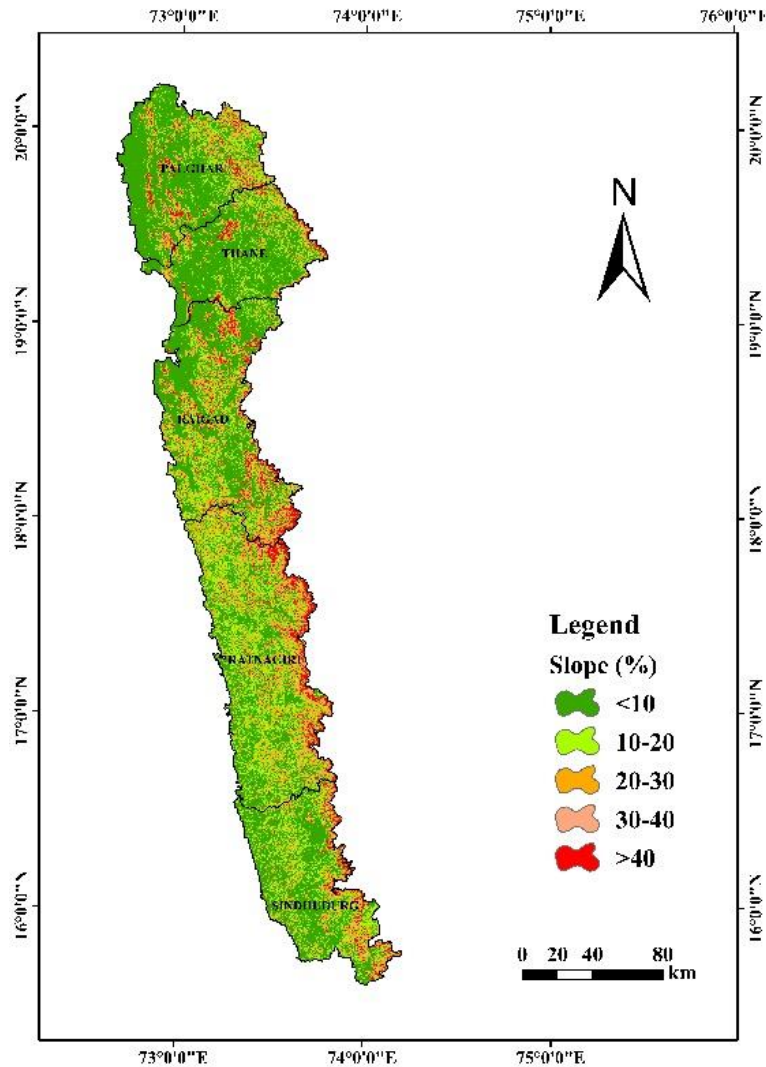 73°0'0"E 74°0'0"E 75°0'0"E 76°0'0"E
20°0'0"N 20°0'0"N
PALGHAR
N
THANE
19°0'0"N 19°0'0"N
RAIGAD
18°0'0"N 18°0'0"N
Legend
Slope (%)
RATNAGIRI
<10
17°0'0"N 17°0'0"N
10-20
20-30
30-40
>40
16°0'0"N 16°0'0"N
SINDHUDURG
0 20 40 80
km
73°0'0"E 74°0'0"E 75°0'0"E 76°0'0"E